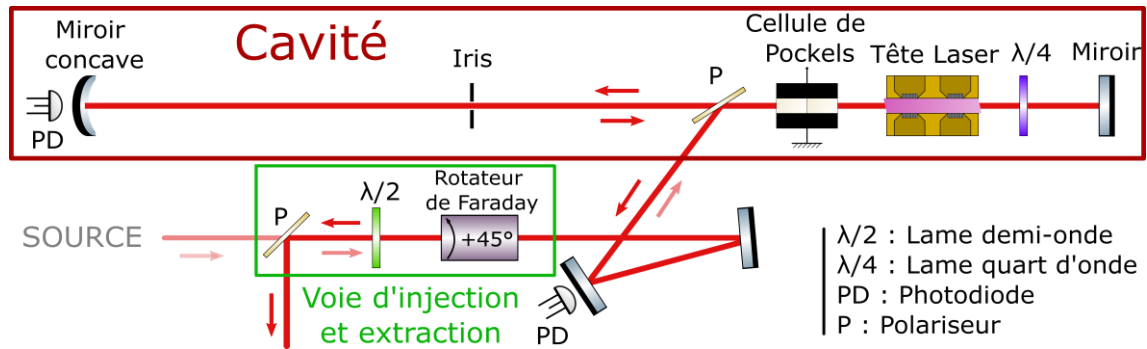 Miroir
concave
Cavité
Iris
P
Cellule de
Pockels
Tête Laser
λ/4
Miroir
PD
SOURCE
P
λ/2
Rotateur
de Faraday
+45°
Voie d'injection
et extraction
PD
λ/2 : Lame demi-onde
λ/4 : Lame quart d'onde
PD : Photodiode
P : Polariseur